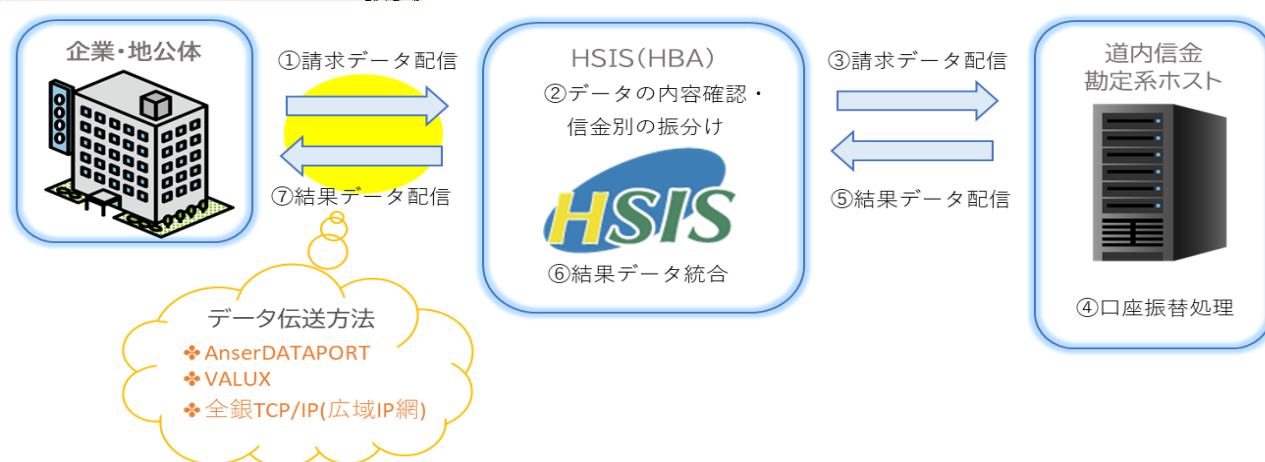 企業・地公体
①請求データ配信
⑦結果データ配信
データ伝送方法
❖AnserDATAPORT
❖VALUX
❖全銀TCP/IP(広域IP網)
HSIS(HBA)
②データの内容確認・
信金別の振分け
HSIS
⑥結果データ統合
③請求データ配信
⑤結果データ配信
道内信金
勘定系ホスト
④口座振替処理